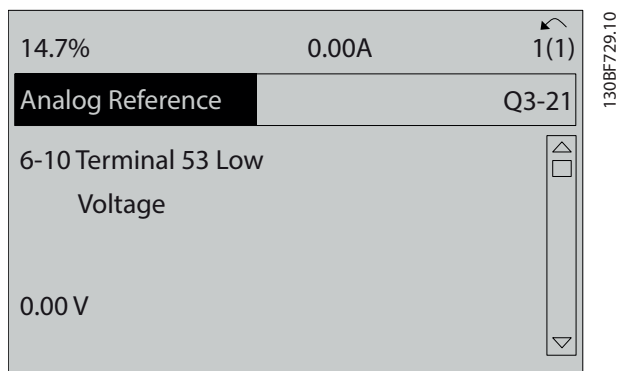 14.7% 0.00A 1(1)
Analog Reference Q3-21
6-10 Terminal 53 Low
Voltage
0.00 V
130BF729.10